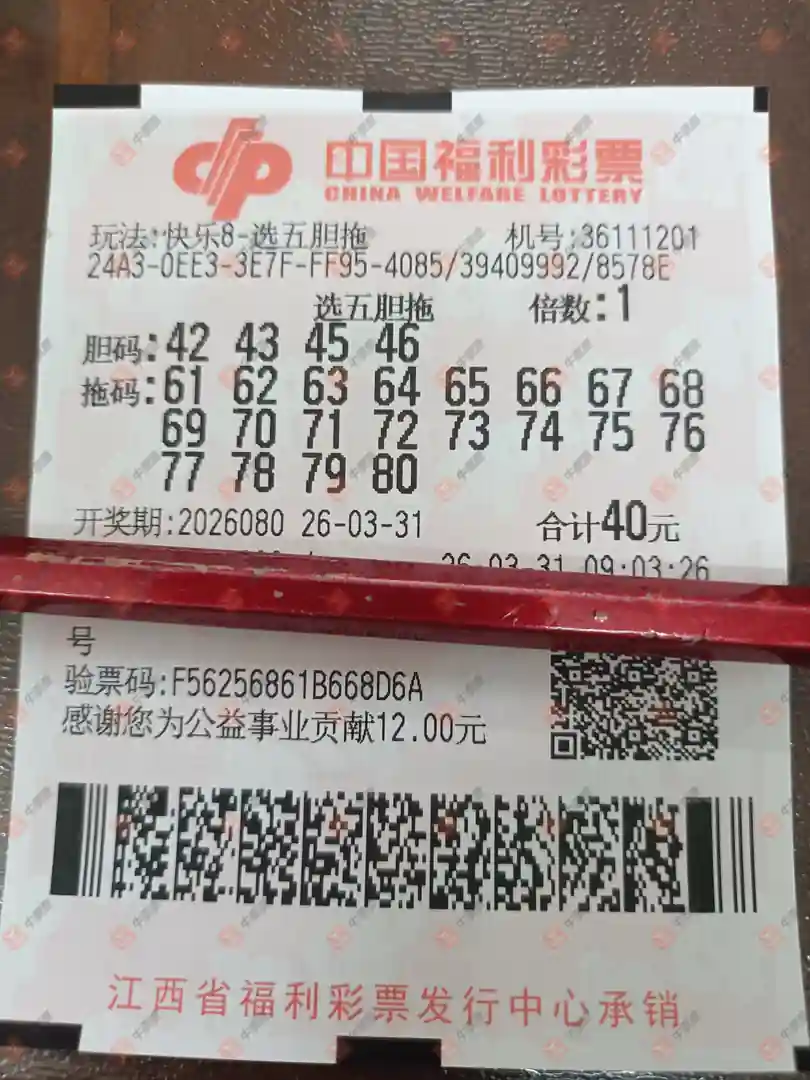 中国福利彩票
CHINA WELFARE LOTTERY
玩法:快乐8-选五胆拖 机号:36111201
24A3-0EE3-3E7F-FF95-4085/39409992/8578E
选五胆拖 倍数:1
胆码:42 43 45 46
拖码:61 62 63 64 65 66 67 68
69 70 71 72 73 74 75 76
77 78 79 80
开奖期:2026080 26-03-31 合计40元
26-03-31 09:03:26
号
验票码:F56256861B668D6A
感谢您为公益事业贡献12.00元
江西省福利彩票发行中心承销